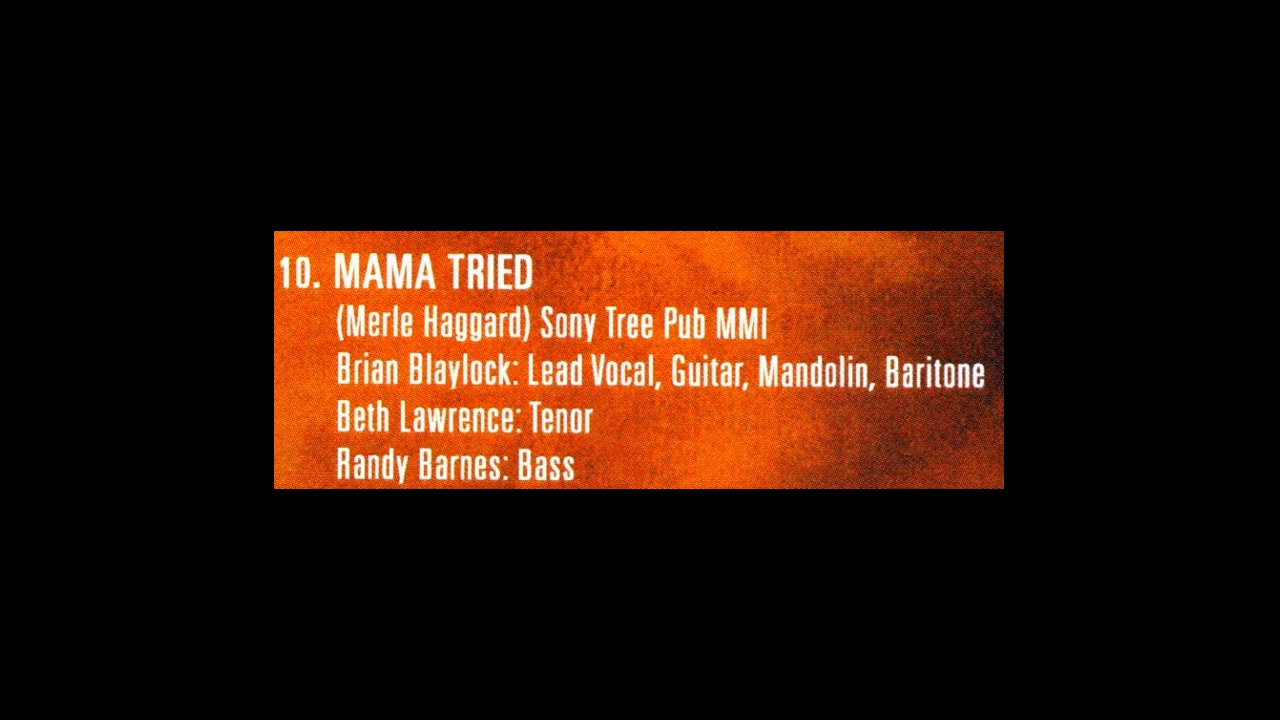 10. MAMA TRIED
(Merle Haggard) Sony Tree Pub MMI
Brian Blaylock: Lead Vocal, Guitar, Mandolin, Baritone
Beth Lawrence: Tenor
Randy Barnes: Bass